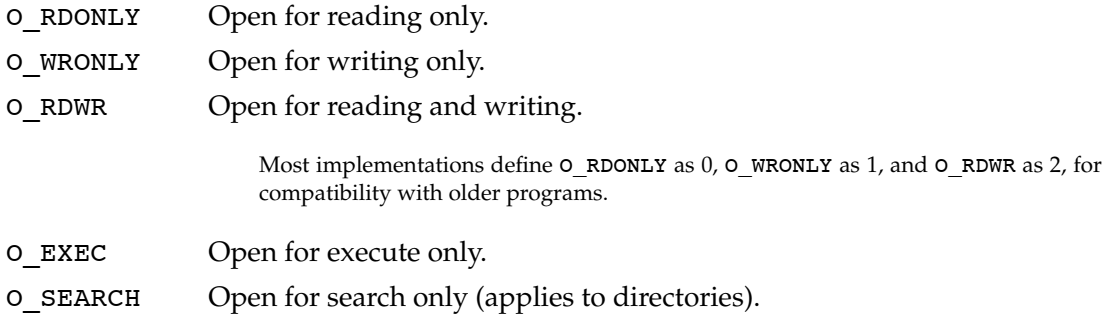 O_RDONLY Open for reading only.
O_WRONLY Open for writing only.
O_RDWR Open for reading and writing.
Most implementations define O_RDONLY as 0, O_WRONLY as 1, and O_RDWR as 2, for
compatibility with older programs.
O_EXEC Open for execute only.
O_SEARCH Open for search only (applies to directories).